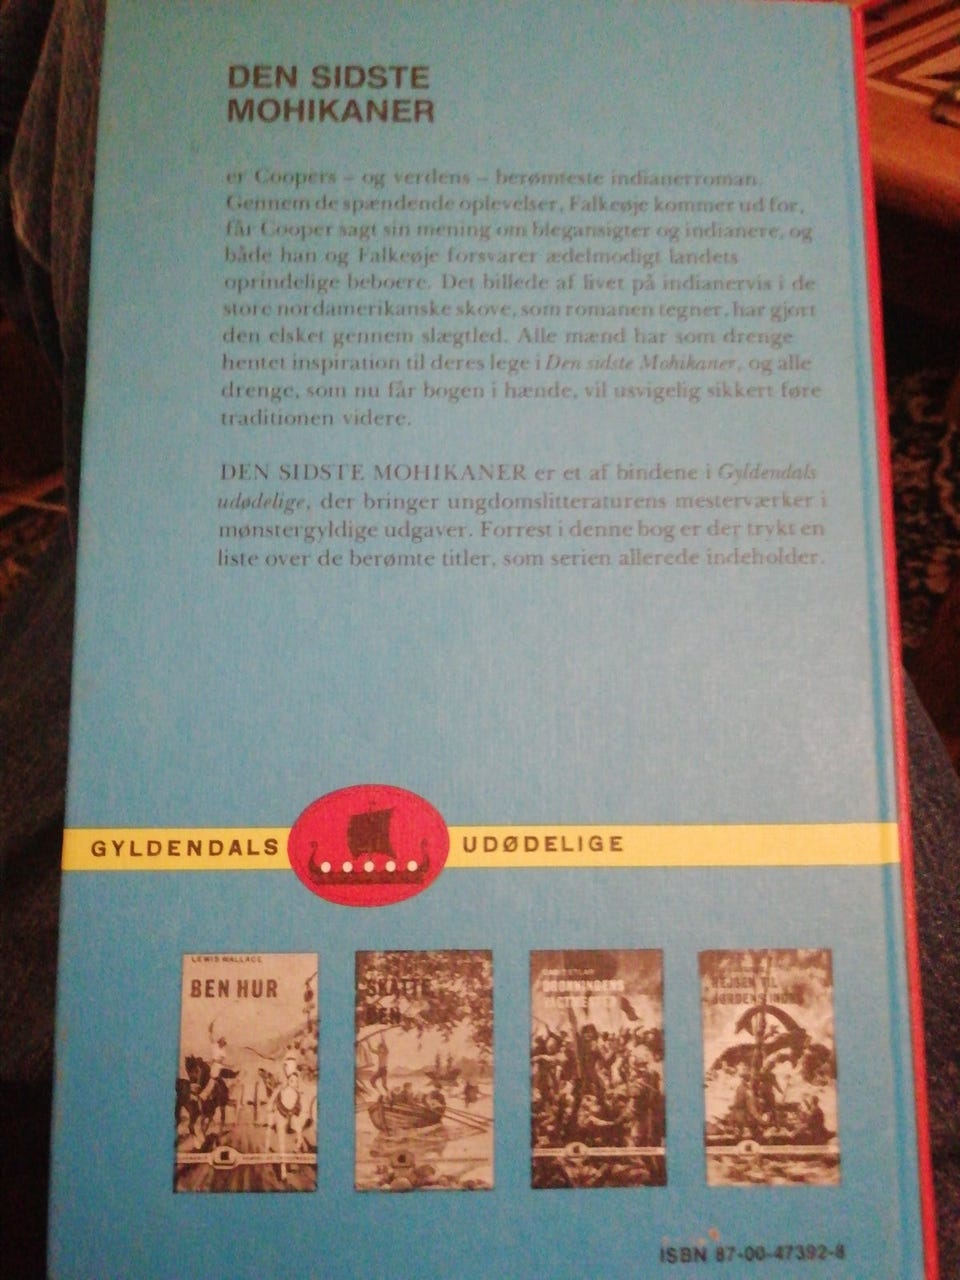 DEN SIDSTE
MOHIKANER
er Coopers – og verdens – berømteste indianerroman.
Gennem de spændende oplevelser, Falkeøje kommer ud for,
får Cooper sagt sin mening om blegansigter og indianere, og
både han og Falkeøje forsvarer ædelmodigt landets
oprindelige beboere. Det billede af livet på indianervis i de
store nordamerikanske skove, som romanen tegner, har gjort
den elsket gennem slægtled. Alle mænd har som drenge
hentet inspiration til deres lege i Den sidste Mohikaner, og alle
drenge, som nu får bogen i hænde, vil usvigelig sikkert føre
traditionen videre.
DEN SIDSTE MOHIKANER er et af bindene i Gyldendals
udødelige, der bringer ungdomslitteraturens mesterværker i
mønstergyldige udgaver. Forrest i denne bog er der trykt en
liste over de berømte titler, som serien allerede indeholder.
GYLDENDALS UDØDELIGE
LEWIS WALLACE
BEN HUR
SKATTE
DRONNINGENS
REJSEN TIL
JORDENS INDRE
ISBN 87-00-47392-8